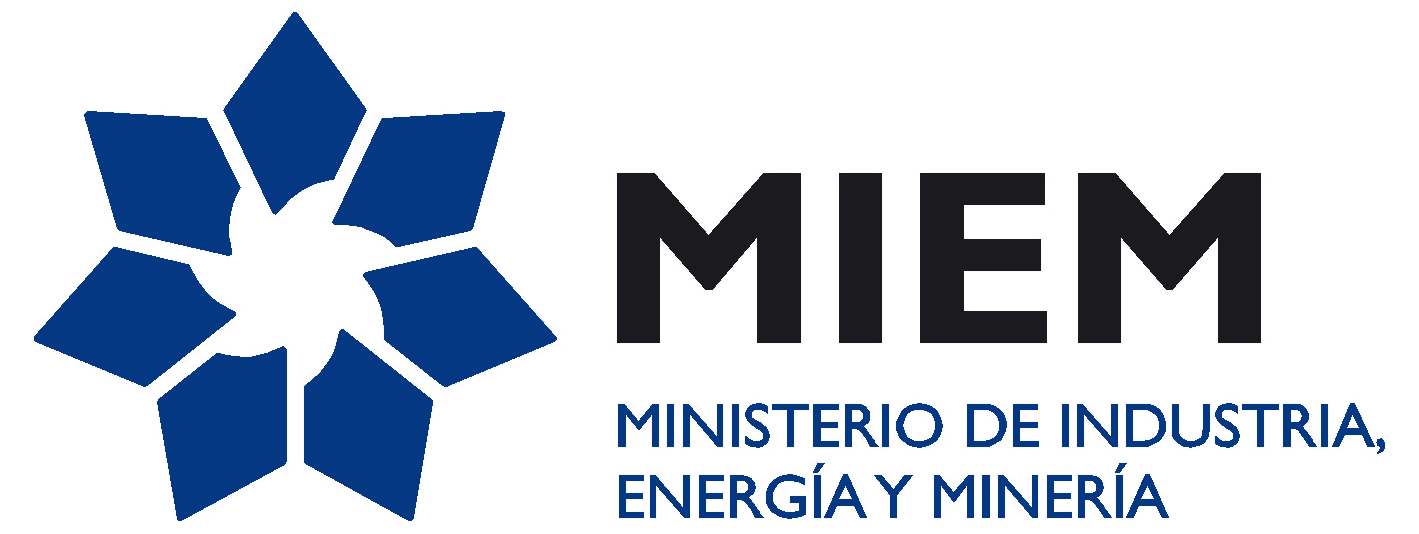 MIEM
MINISTERIO DE INDUSTRIA,
ENERGÍA Y MINERÍA